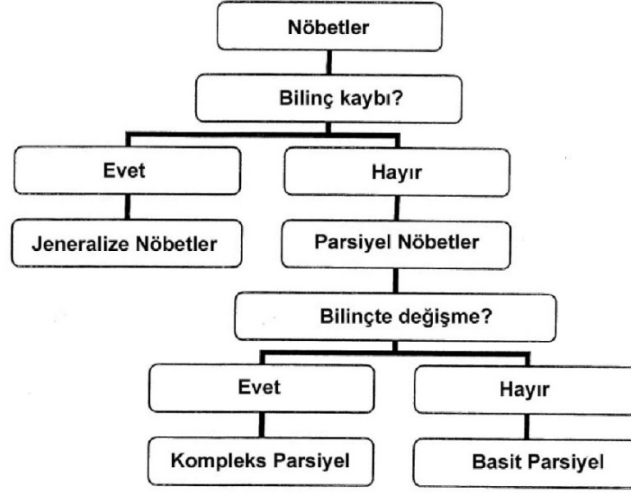 Nöbetler
Bilinç kaybı?
Evet
Hayır
Jeneralize Nöbetler
Parsiyel Nöbetler
Bilinçte değişme?
Evet
Hayır
Kompleks Parsiyel
Basit Parsiyel